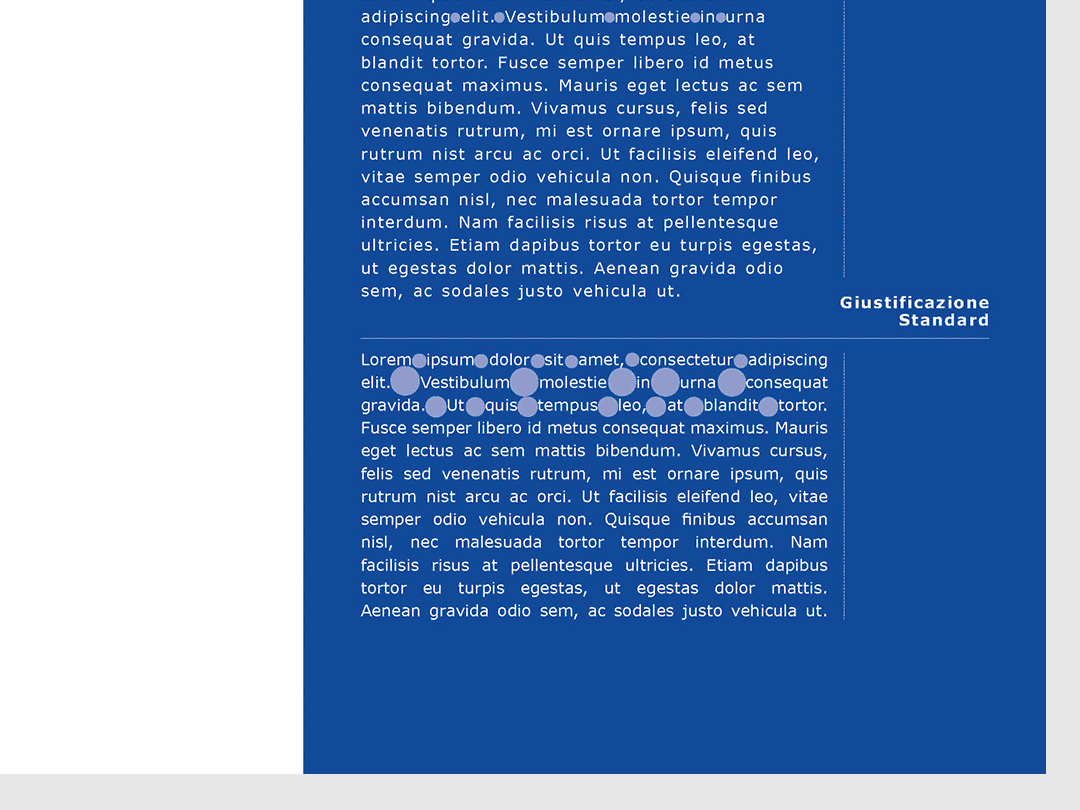 adipiscing elit. Vestibulum molestie in urna
consequat gravida. Ut quis tempus leo, at
blandit tortor. Fusce semper libero id metus
consequat maximus. Mauris eget lectus ac sem
mattis bibendum. Vivamus cursus, felis sed
venenatis rutrum, mi est ornare ipsum, quis
rutrum nist arcu ac orci. Ut facilisis eleifend leo,
vitae semper odio vehicula non. Quisque finibus
accumsan nisl, nec malesuada tortor tempor
interdum. Nam facilisis risus at pellentesque
ultricies. Etiam dapibus tortor eu turpis egestas,
ut egestas dolor mattis. Aenean gravida odio
sem, ac sodales justo vehicula ut.
Giustificazione
Standard
Lorem ipsum dolor sit amet, consectetur adipiscing
elit. Vestibulum molestie in urna consequat
gravida. Ut quis tempus leo, at blandit tortor.
Fusce semper libero id metus consequat maximus. Mauris
eget lectus ac sem mattis bibendum. Vivamus cursus,
felis sed venenatis rutrum, mi est ornare ipsum, quis
rutrum nist arcu ac orci. Ut facilisis eleifend leo, vitae
semper odio vehicula non. Quisque finibus accumsan
nisl, nec malesuada tortor tempor interdum. Nam
facilisis risus at pellentesque ultricies. Etiam dapibus
tortor eu turpis egestas, ut egestas dolor mattis.
Aenean gravida odio sem, ac sodales justo vehicula ut.